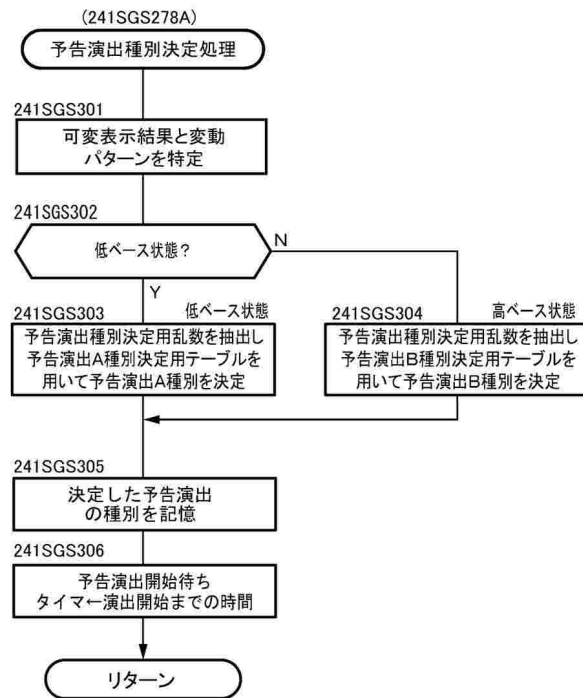 (241SGS278A)
予告演出種別決定処理
241SGS301
可変表示結果と変動
パターンを特定
241SGS302
低ベース状態?
N
Y
241SGS303
低ベース状態
予告演出種別決定用乱数を抽出し
予告演出A種別決定用テーブルを
用いて予告演出A種別を決定
241SGS304
高ベース状態
予告演出種別決定用乱数を抽出し
予告演出B種別決定用テーブルを
用いて予告演出B種別を決定
241SGS305
決定した予告演出
の種別を記憶
241SGS306
予告演出開始待ち
タイマ←演出開始までの時間
リターン